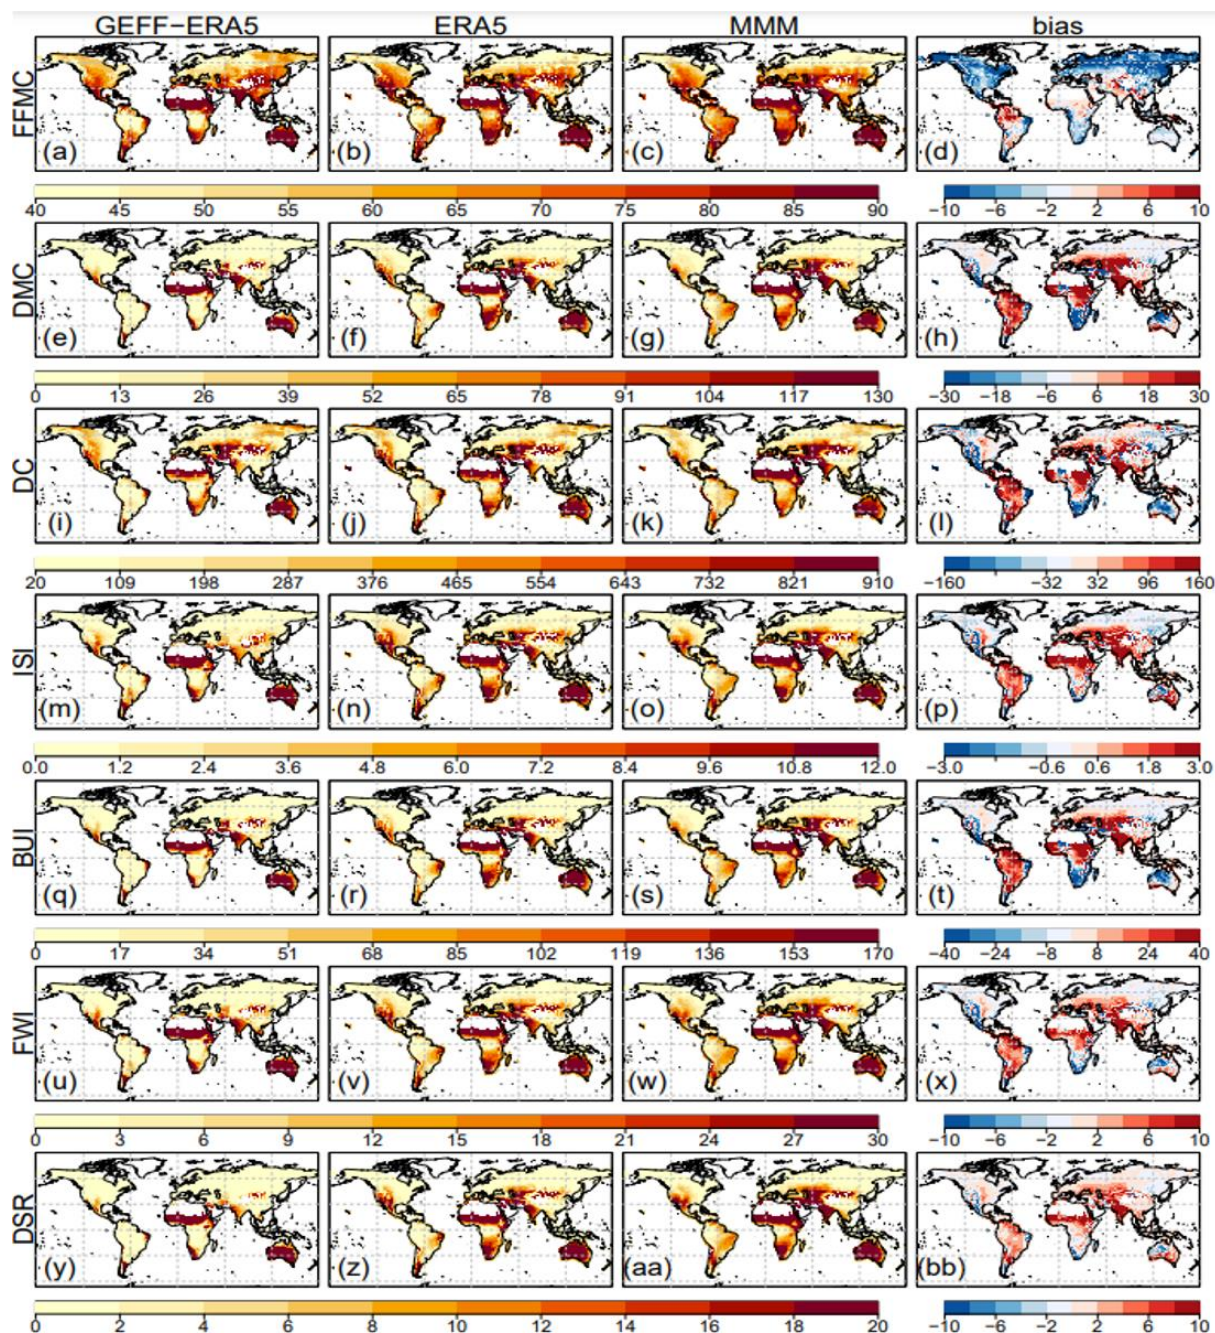 GEFF−ERA5 ERA5 MMM bias
FFMC
(a) (b) (c) (d)
40 45 50 55 60 65 70 75 80 85 90 −10 −6 −2 2 6 10
DMC
(e) (f) (g) (h)
0 13 26 39 52 65 78 91 104 117 130 −30 −18 −6 6 18 30
DC
(i) (j) (k) (l)
20 109 198 287 376 465 554 643 732 821 910 −160 −32 32 96 160
ISI
(m) (n) (o) (p)
0.0 1.2 2.4 3.6 4.8 6.0 7.2 8.4 9.6 10.8 12.0 −3.0 −0.6 0.6 1.8 3.0
BUI
(q) (r) (s) (t)
0 17 34 51 68 85 102 119 136 153 170 −40 −24 −8 8 24 40
FWI
(u) (v) (w) (x)
0 3 6 9 12 15 18 21 24 27 30 −10 −6 −2 2 6 10
DSR
(y) (z) (aa) (bb)
0 2 4 6 8 10 12 14 16 18 20 −10 −6 −2 2 6 10